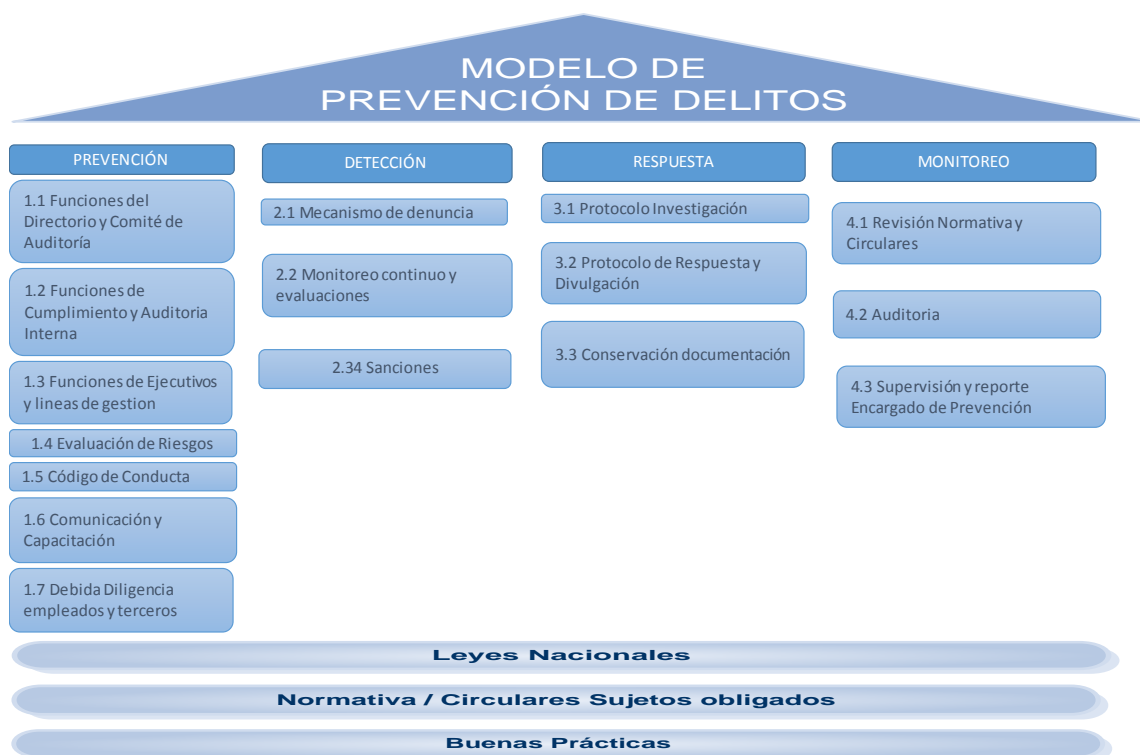 MODELO DE
PREVENCIÓN DE DELITOS
PREVENCIÓN
1.1 Funciones del
Directorio y Comité de
Auditoría
1.2 Funciones de
Cumplimiento y Auditoria
Interna
1.3 Funciones de Ejecutivos
y lineas de gestion
1.4 Evaluación de Riesgos
1.5 Código de Conducta
1.6 Comunicación y
Capacitación
1.7 Debida Diligencia
empleados y terceros
DETECCIÓN
2.1 Mecanismo de denuncia
2.2 Monitoreo continuo y
evaluaciones
2.34 Sanciones
RESPUESTA
3.1 Protocolo Investigación
3.2 Protocolo de Respuesta y
Divulgación
3.3 Conservación documentación
MONITOREO
4.1 Revisión Normativa y
Circulares
4.2 Auditoria
4.3 Supervisión y reporte
Encargado de Prevención
Leyes Nacionales
Normativa / Circulares Sujetos obligados
Buenas Prácticas